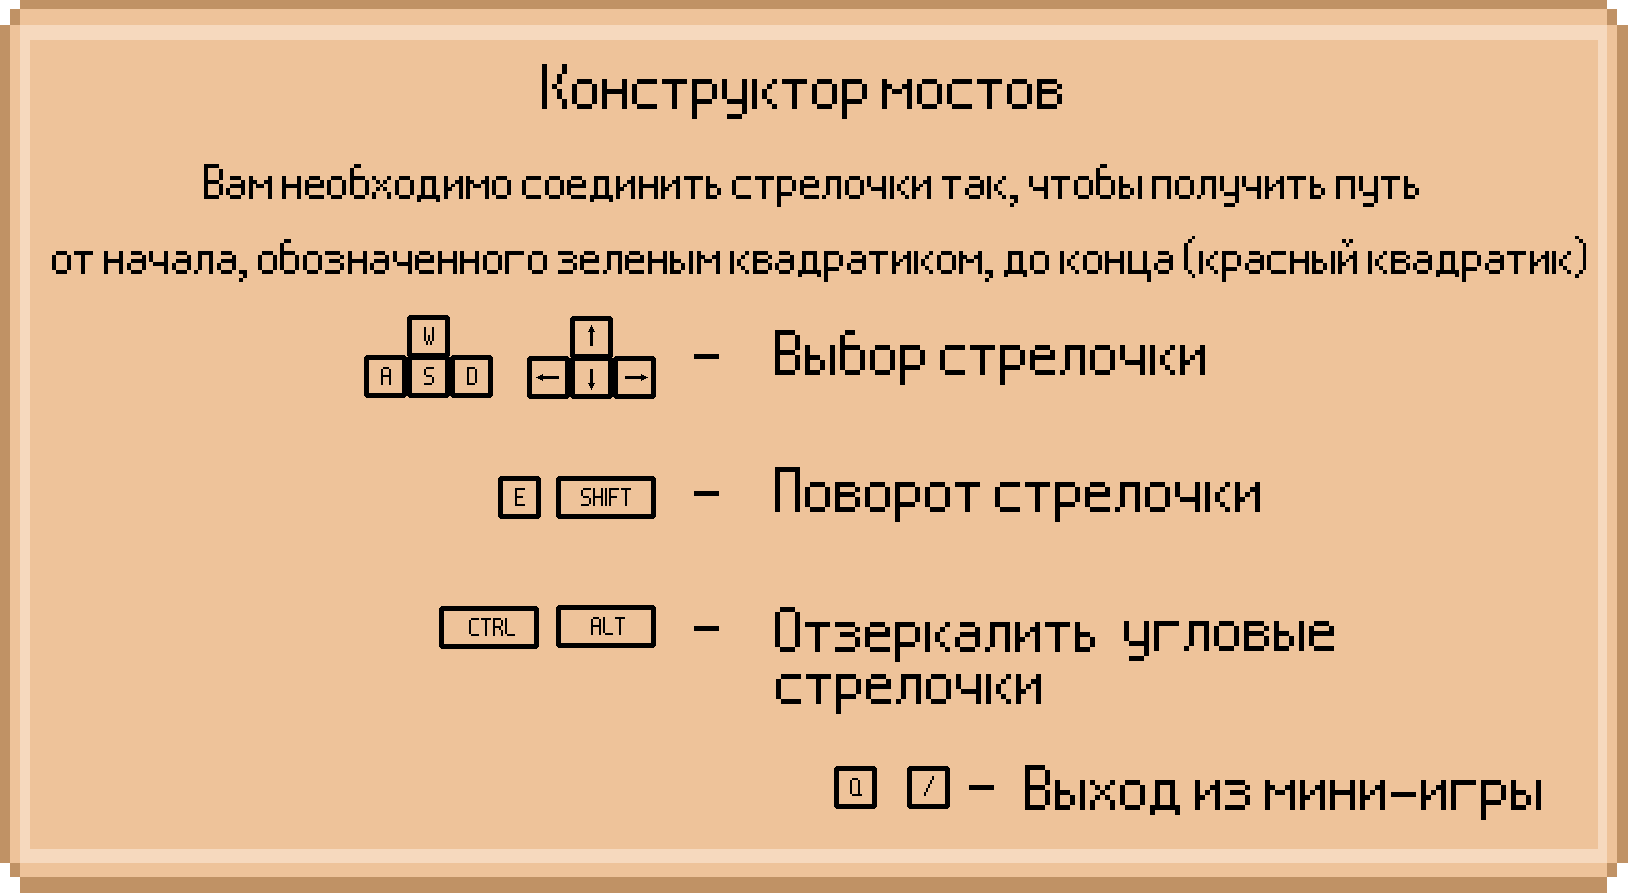 Конструктор мостов
Вам необходимо соединить стрелочки так, чтобы получить путь
от начала, обозначенного зеленым квадратиком, до конца (красный квадратик)
W ↑
A S D ← ↓ → – Выбор стрелочки
E SHIFT – Поворот стрелочки
CTRL ALT – Отзеркалить угловые
стрелочки
Q / – Выход из мини-игры